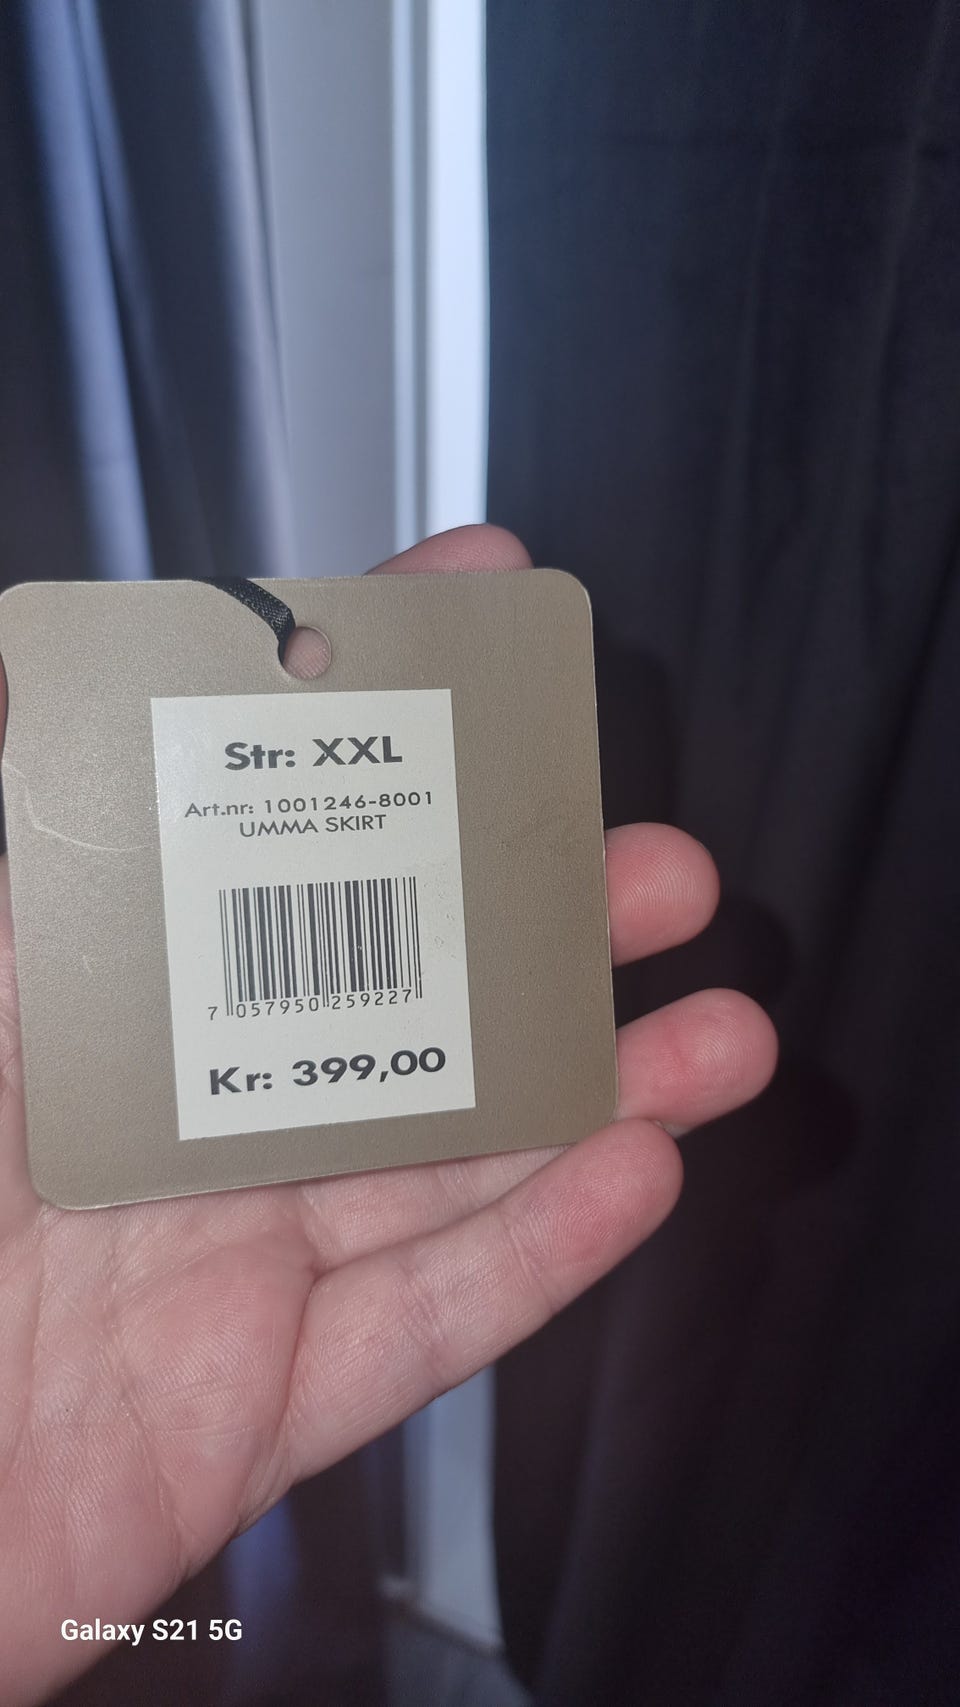 Str: XXL
Art.nr: 1001246-8001
UMMA SKIRT
7 057950 259227
Kr: 399,00
Galaxy S21 5G